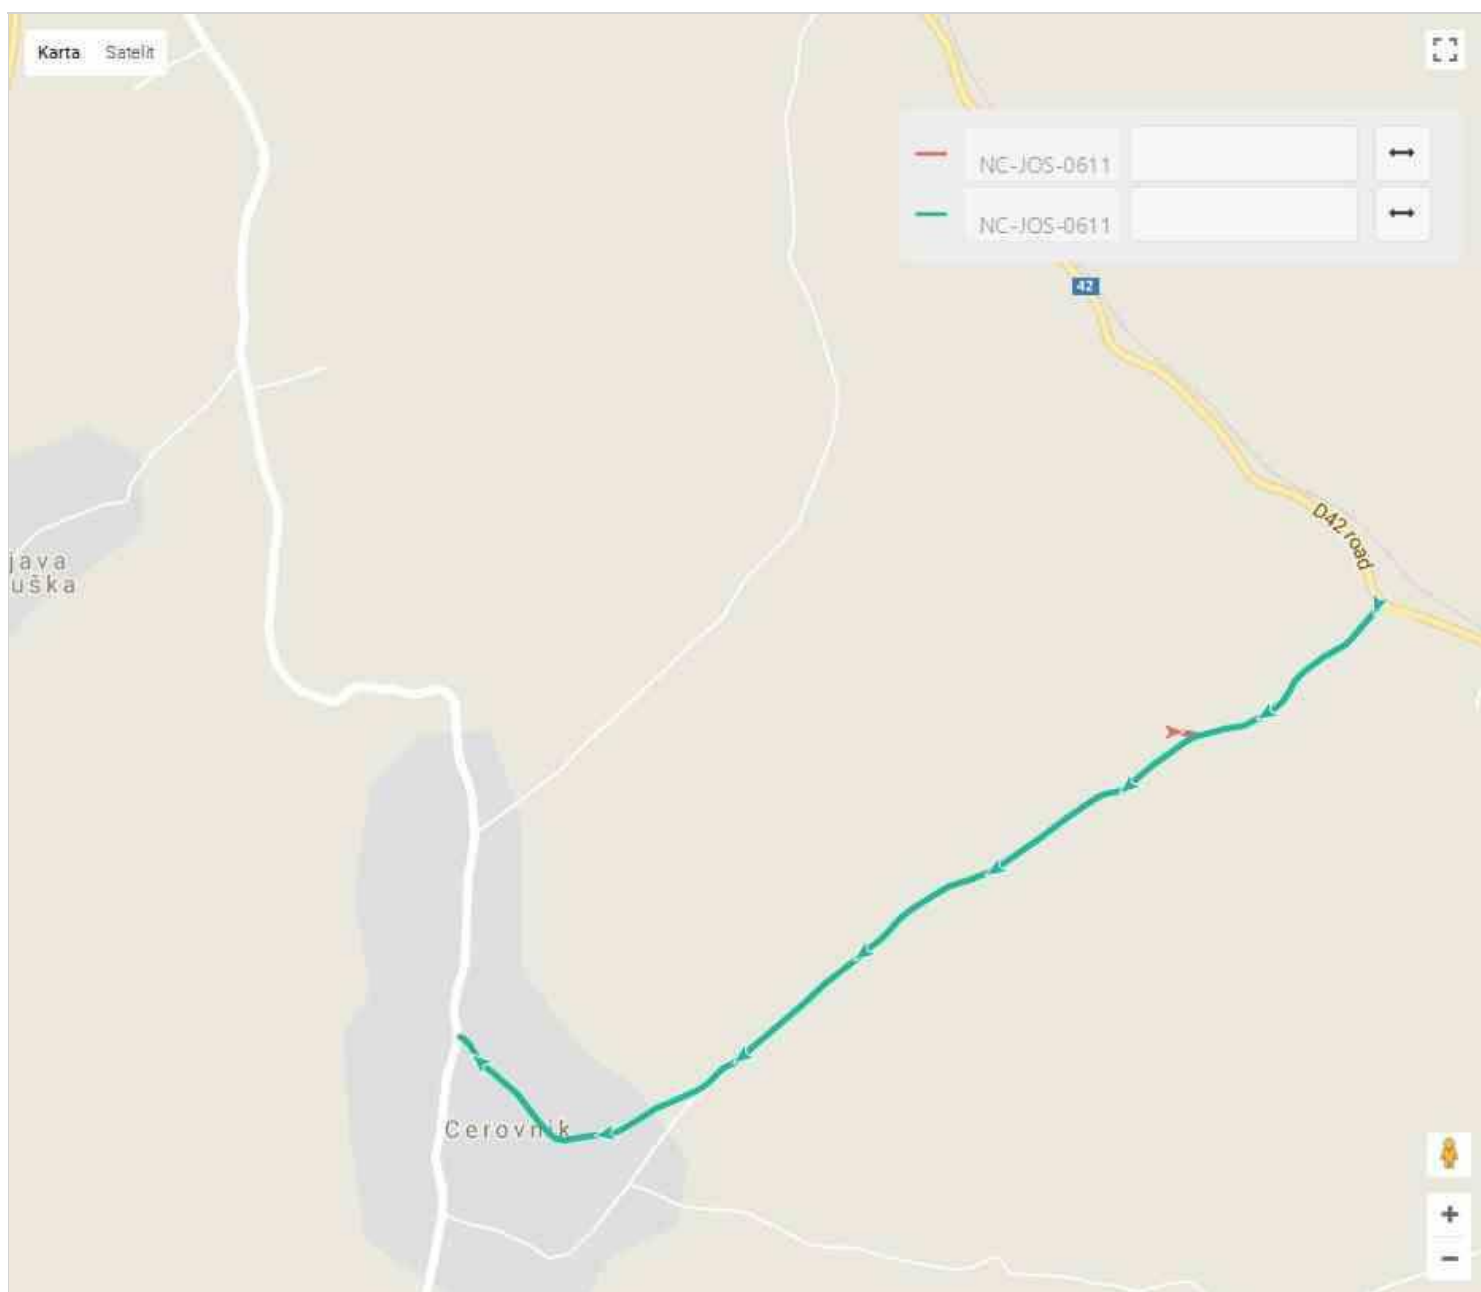 Karta Satelit
NC-JOS-0611
NC-JOS-0611
42
D42 road
java
uška
Cerovnik